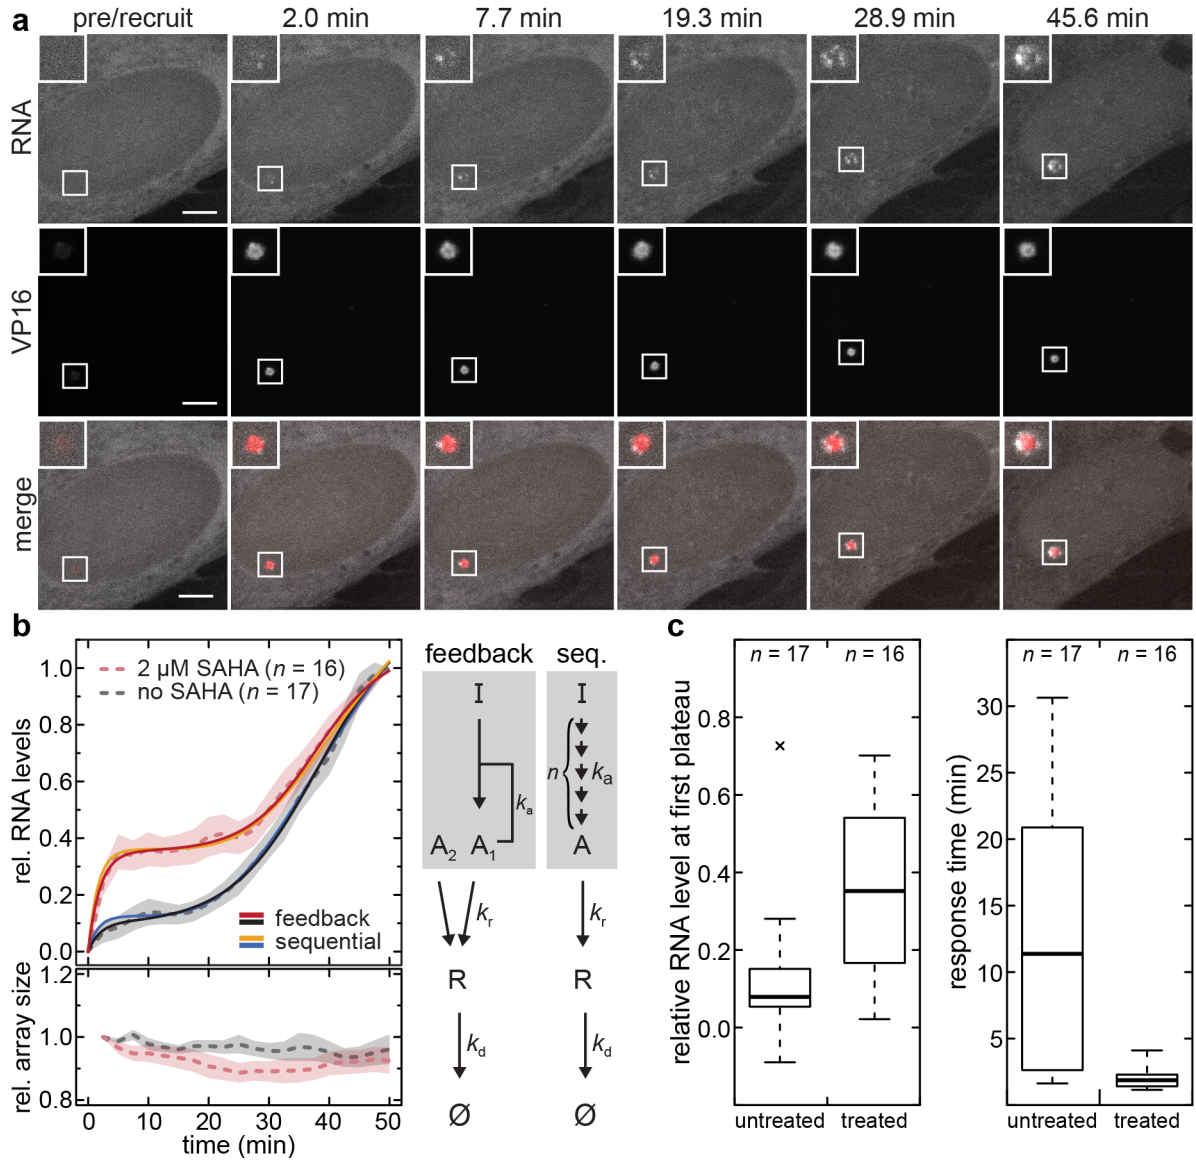 a
pre/recruit 2.0 min 7.7 min 19.3 min 28.9 min 45.6 min
RNA
VP16
merge
b
rel. RNA levels
1.0
0.8
0.6
0.4
0.2
0.0
2 µM SAHA (n = 16)
no SAHA (n = 17)
feedback
sequential
rel. array size
1.2
1.0
0.8
0 10 20 30 40 50
time (min)
feedback seq.
I I
n
ka
ka
A2 A1 A
kr kr
R R
kd kd
Ø Ø
c
relative RNA level at first plateau
n = 17 n = 16
0.8
0.6
0.4
0.2
0.0
untreated treated
response time (min)
n = 17 n = 16
30
25
20
15
10
5
untreated treated